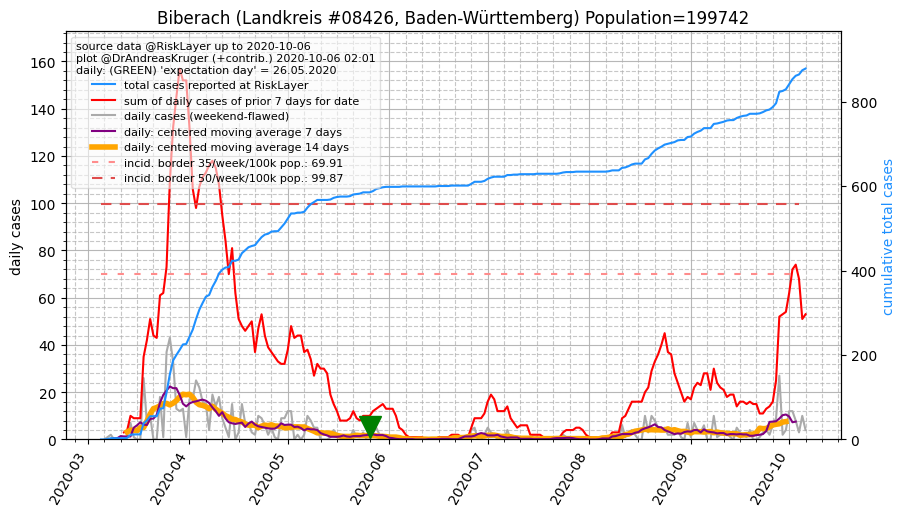 Biberach (Landkreis #08426, Baden-Württemberg) Population=199742
source data @RiskLayer up to 2020-10-06
plot @DrAndreasKruger (+contrib.) 2020-10-06 02:01
daily: (GREEN) 'expectation day' = 26.05.2020
total cases reported at RiskLayer
sum of daily cases of prior 7 days for date
daily cases (weekend-flawed)
daily: centered moving average 7 days
daily: centered moving average 14 days
incid. border 35/week/100k pop.: 69.91
incid. border 50/week/100k pop.: 99.87
daily cases
160
140
120
100
80
60
40
20
0
cumulative total cases
800
600
400
200
0
2020-03
2020-04
2020-05
2020-06
2020-07
2020-08
2020-09
2020-10